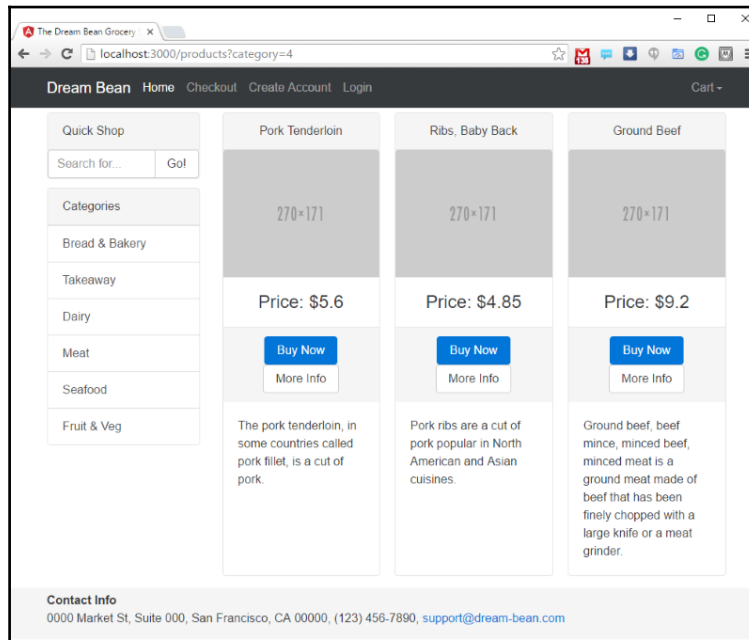 The Dream Bean Grocery
localhost:3000/products?category=4
Dream Bean Home Checkout Create Account Login Cart
Quick Shop
Search for... Go!
Categories
Bread & Bakery
Takeaway
Dairy
Meat
Seafood
Fruit & Veg
Pork Tenderloin
270×171
Price: $5.6
Buy Now
More Info
The pork tenderloin, in
some countries called
pork fillet, is a cut of
pork.
Ribs, Baby Back
270×171
Price: $4.85
Buy Now
More Info
Pork ribs are a cut of
pork popular in North
American and Asian
cuisines.
Ground Beef
270×171
Price: $9.2
Buy Now
More Info
Ground beef, beef
mince, minced beef,
minced meat is a
ground meat made of
beef that has been
finely chopped with a
large knife or a meat
grinder.
Contact Info
0000 Market St, Suite 000, San Francisco, CA 00000, (123) 456-7890, support@dream-bean.com